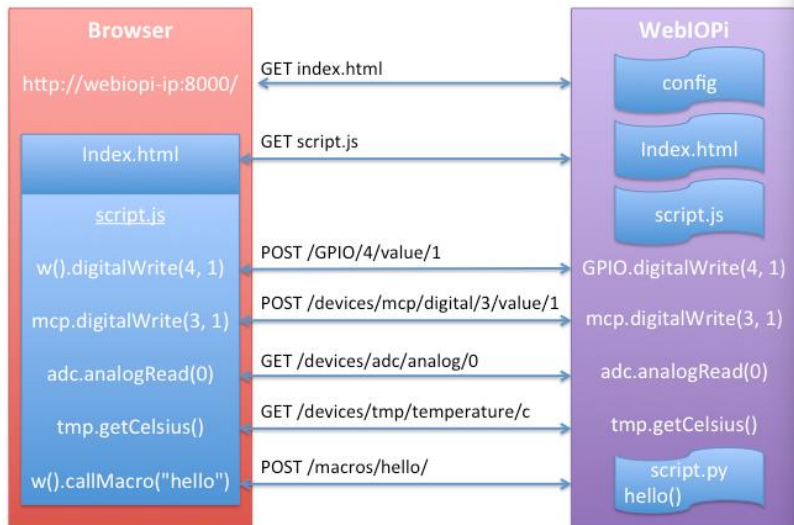 Browser
WebIOPi
http://webiopi-ip:8000/
GET index.html
config
Index.html
GET script.js
Index.html
script.js
script.js
w().digitalWrite(4, 1)
POST /GPIO/4/value/1
GPIO.digitalWrite(4, 1)
mcp.digitalWrite(3, 1)
POST /devices/mcp/digital/3/value/1
mcp.digitalWrite(3, 1)
adc.analogRead(0)
GET /devices/adc/analog/0
adc.analogRead(0)
tmp.getCelsius()
GET /devices/tmp/temperature/c
tmp.getCelsius()
w().callMacro("hello")
POST /macros/hello/
script.py
hello()